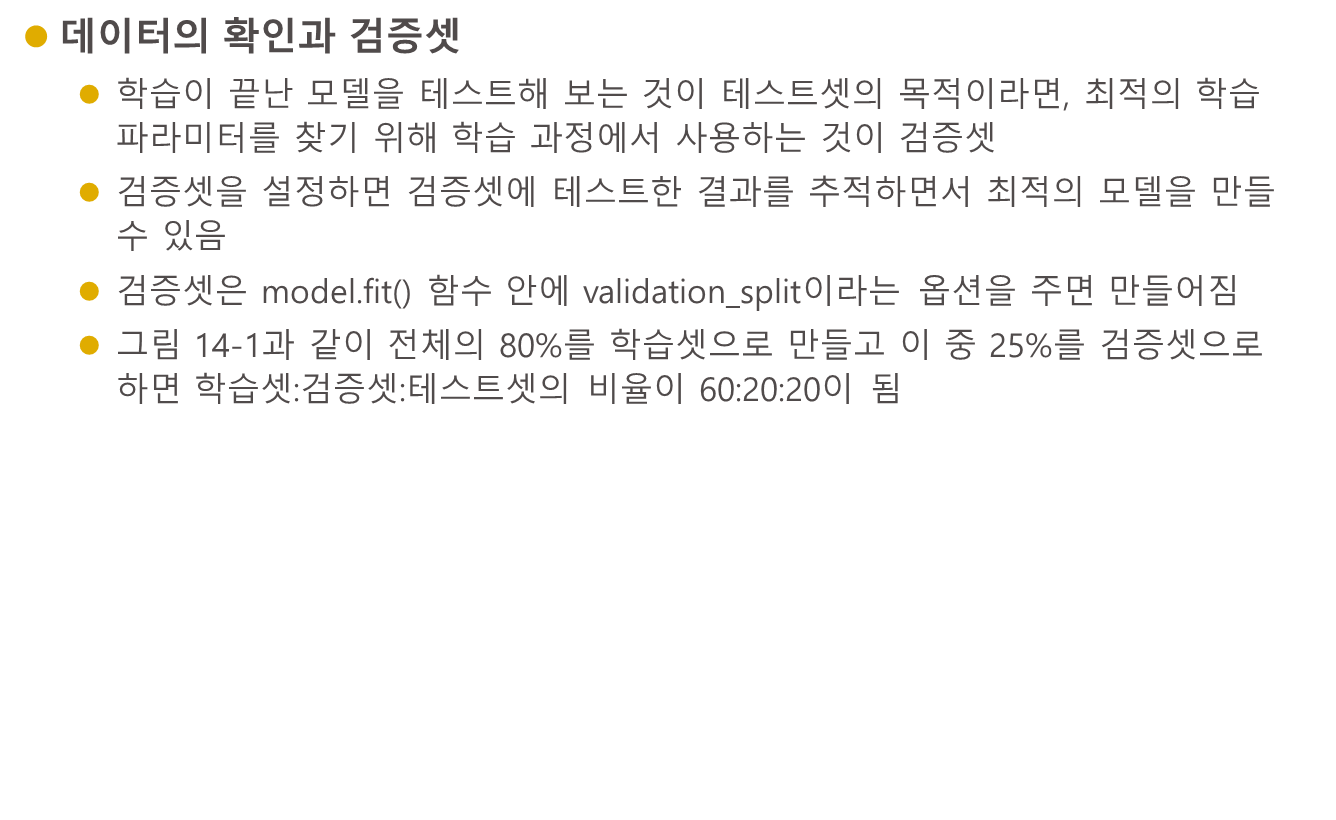 데이터의 확인과 검증셋
학습이 끝난 모델을 테스트해 보는 것이 테스트셋의 목적이라면, 최적의 학습
파라미터를 찾기 위해 학습 과정에서 사용하는 것이 검증셋
검증셋을 설정하면 검증셋에 테스트한 결과를 추적하면서 최적의 모델을 만들
수 있음
검증셋은 model.fit() 함수 안에 validation_split이라는 옵션을 주면 만들어짐
그림 14-1과 같이 전체의 80%를 학습셋으로 만들고 이 중 25%를 검증셋으로
하면 학습셋:검증셋:테스트셋의 비율이 60:20:20이 됨